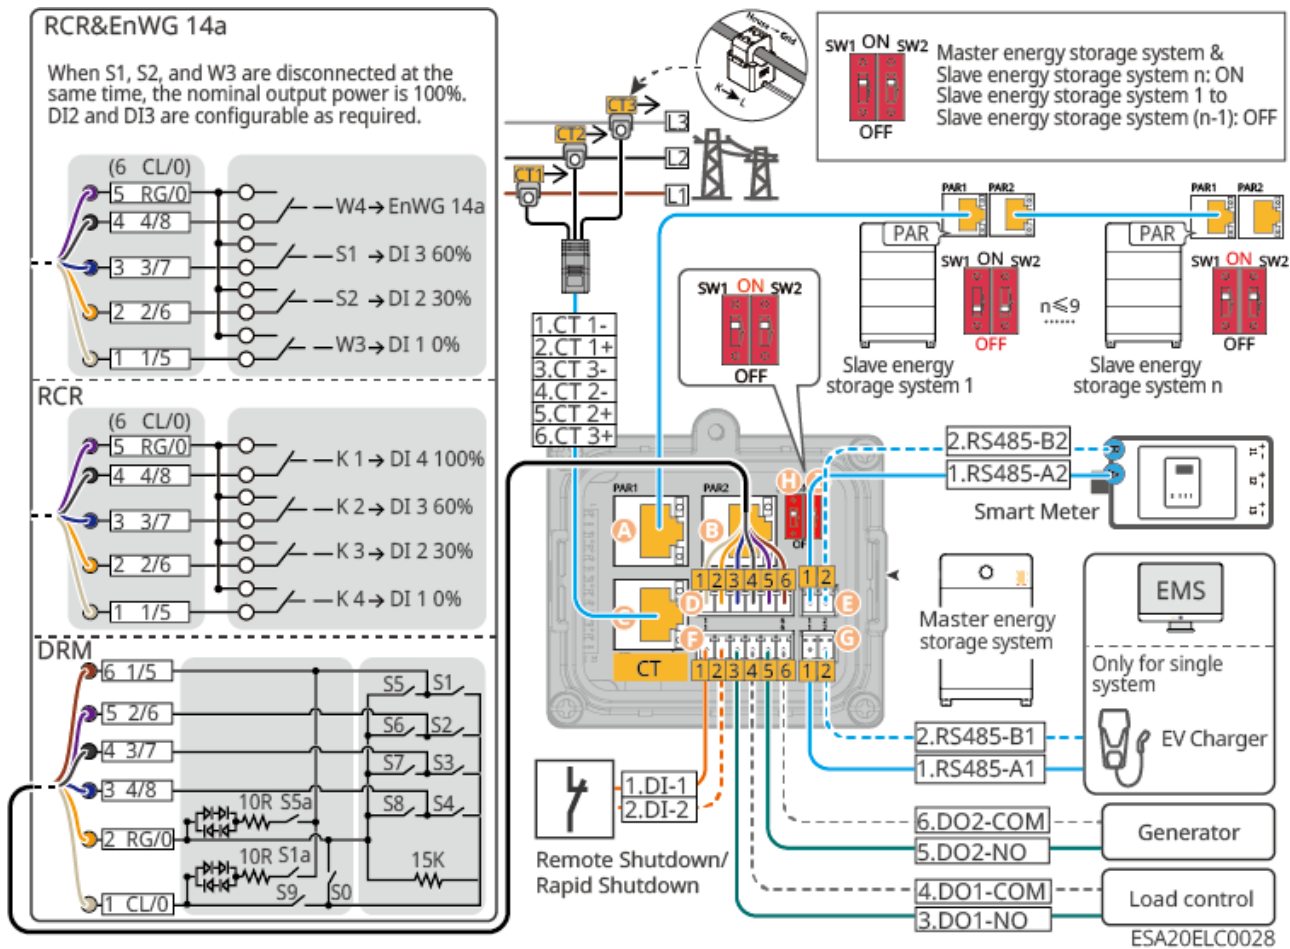 RCR&EnWG 14a
When S1, S2, and W3 are disconnected at the
same time, the nominal output power is 100%.
DI2 and DI3 are configurable as required.
(6 CL/0)
5 RG/0
4 4/8
3 3/7
2 2/6
1 1/5
W4→EnWG 14a
S1 →DI 3 60%
S2 →DI 2 30%
W3→DI 1 0%
RCR
(6 CL/0)
5 RG/0
4 4/8
3 3/7
2 2/6
1 1/5
K 1→DI 4 100%
K 2→DI 3 60%
K 3→DI 2 30%
K 4→DI 1 0%
DRM
6 1/5
5 2/6
4 3/7
3 4/8
2 RG/0
1 CL/0
S5
S1
S6
S2
S7
S3
S8
S4
10R S5a
10R S1a
S9
S0
15K
House → Grid
K→L
CT3
CT2
CT1
L3
L2
L1
1.CT 1-
2.CT 1+
3.CT 3-
4.CT 2-
5.CT 2+
6.CT 3+
SW1 ON SW2
OFF
Master energy storage system &
Slave energy storage system n: ON
Slave energy storage system 1 to
Slave energy storage system (n-1): OFF
PAR1 PAR2
PAR
SW1 ON SW2
OFF
Slave energy
storage system 1
n≤9
......
PAR1 PAR2
PAR
SW1 ON SW2
OFF
Slave energy
storage system n
SW1 ON SW2
OFF
PAR1
PAR2
A
B
H
C
D
E
F
G
1 2 3 4 5 6
1 2
CT
1 2 3 4 5 6
1 2
2.RS485-B2
1.RS485-A2
Smart Meter
Master energy
storage system
EMS
Only for single
system
EV Charger
2.RS485-B1
1.RS485-A1
1.DI-1
2.DI-2
Remote Shutdown/
Rapid Shutdown
6.DO2-COM
5.DO2-NO
Generator
4.DO1-COM
3.DO1-NO
Load control
ESA20ELC0028